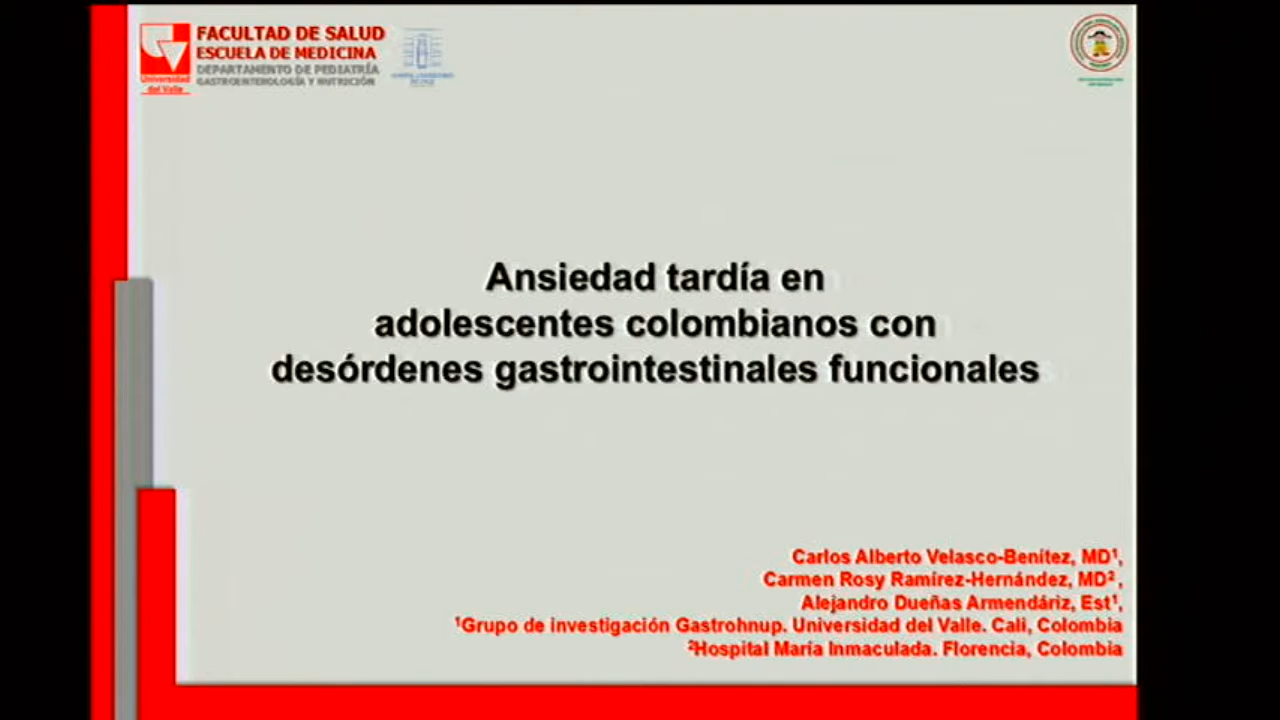 FACULTAD DE SALUD
ESCUELA DE MEDICINA
DEPARTAMENTO DE PEDIATRÍA
GASTROENTEROLOGÍA Y NUTRICIÓN
Universidad
del Valle
Ansiedad tardía en
adolescentes colombianos con
desórdenes gastrointestinales funcionales
Carlos Alberto Velasco-Benítez, MD¹,
Carmen Rosy Ramírez-Hernández, MD² ,
Alejandro Dueñas Armendáriz, Est¹,
¹Grupo de investigación Gastrohnup. Universidad del Valle. Cali, Colombia
²Hospital María Inmaculada. Florencia, Colombia